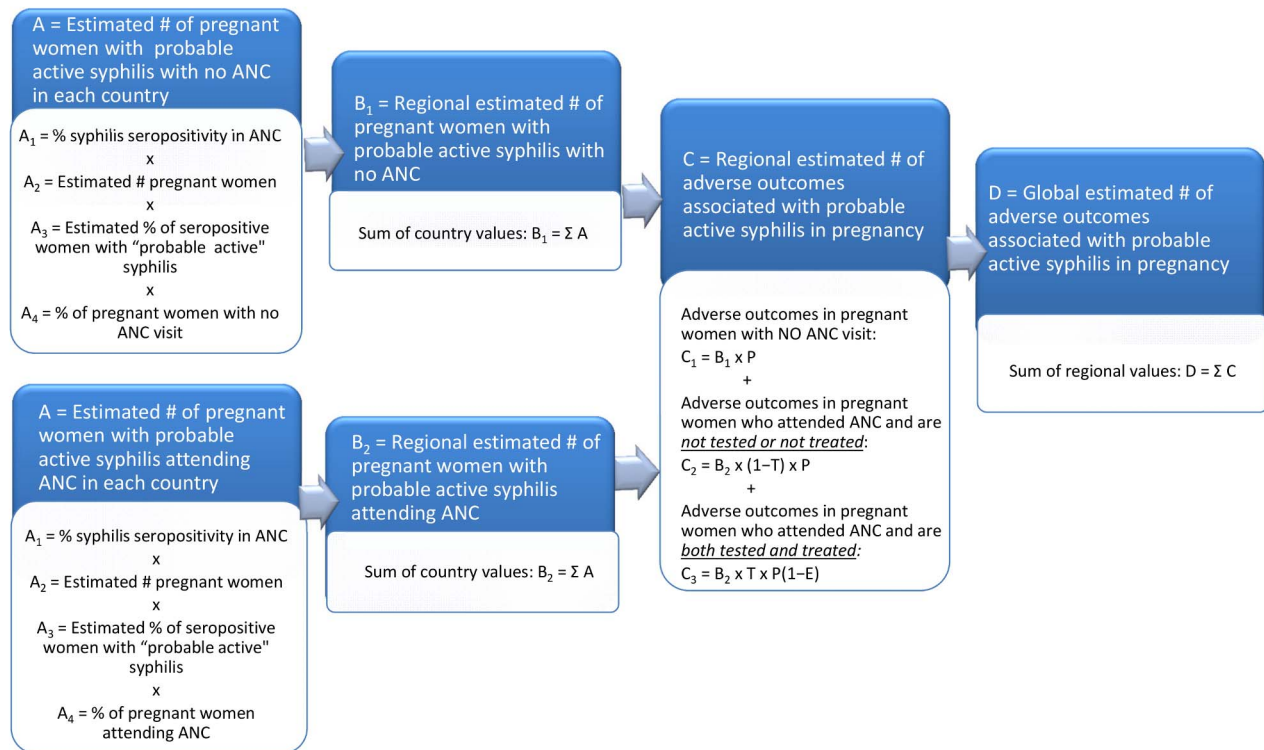 A = Estimated # of pregnant
women with  probable
active syphilis with no ANC
in each country
A₁ = % syphilis seropositivity in ANC
x
A₂ = Estimated # pregnant women
x
A₃ = Estimated % of seropositive
women with “probable  active"
syphilis
x
A₄ = % of pregnant women with no
ANC visit
B₁ = Regional estimated # of
pregnant women with
probable active syphilis with
no ANC
Sum of country values: B₁ = Σ A
A = Estimated # of pregnant
women with probable
active syphilis attending
ANC in each country
A₁ = % syphilis seropositivity in ANC
x
A₂ = Estimated # pregnant women
x
A₃ = Estimated % of seropositive
women with “probable active"
syphilis
x
A₄ = % of pregnant women
attending ANC
B₂ = Regional estimated # of
pregnant women with
probable active syphilis
attending ANC
Sum of country values: B₂ = Σ A
C = Regional estimated # of
adverse outcomes
associated with probable
active syphilis in pregnancy
Adverse outcomes in pregnant
women with NO ANC visit:
C₁ = B₁ x P
+
Adverse outcomes in pregnant
women who attended ANC and are
not tested or not treated:
C₂ = B₂ x (1−T) x P
+
Adverse outcomes in pregnant
women who attended ANC and are
both tested and treated:
C₃ = B₂ x T x P(1−E)
D = Global estimated # of
adverse outcomes
associated with probable
active syphilis in pregnancy
Sum of regional values: D = Σ C